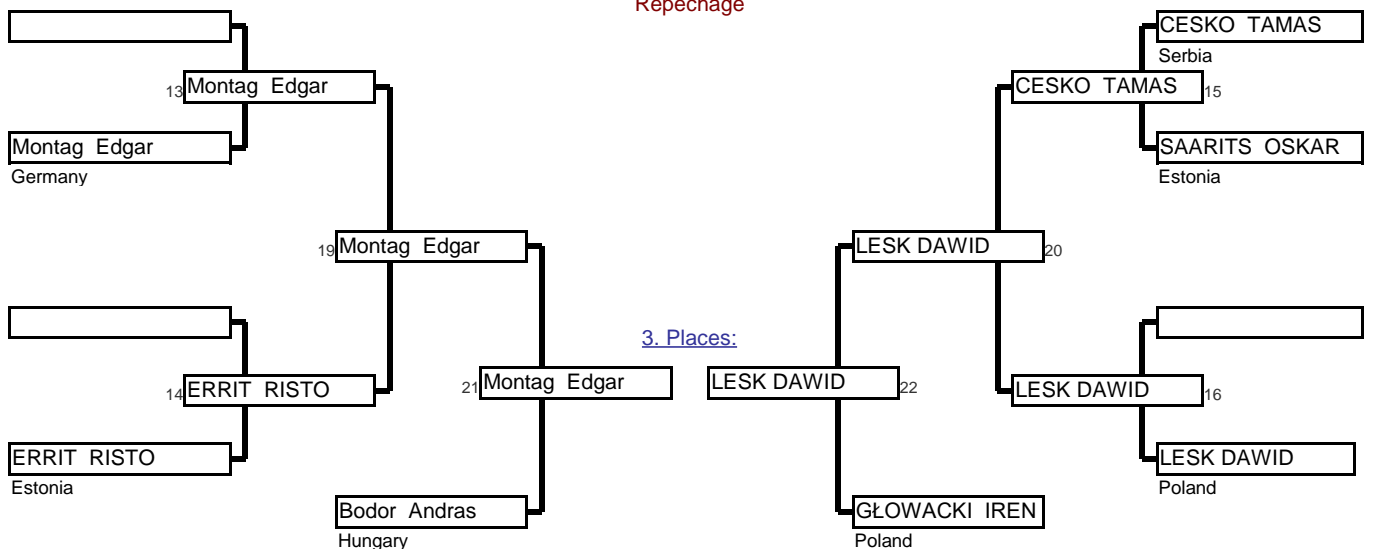 Repechage
CESKO TAMAS
Serbia
13 Montag Edgar
CESKO TAMAS 15
Montag Edgar
Germany
SAARITS OSKAR
Estonia
19 Montag Edgar
LESK DAWID 20
3. Places:
14 ERRIT RISTO
21 Montag Edgar
LESK DAWID 22
LESK DAWID 16
ERRIT RISTO
Estonia
LESK DAWID
Poland
Bodor Andras
Hungary
GŁOWACKI IREN
Poland